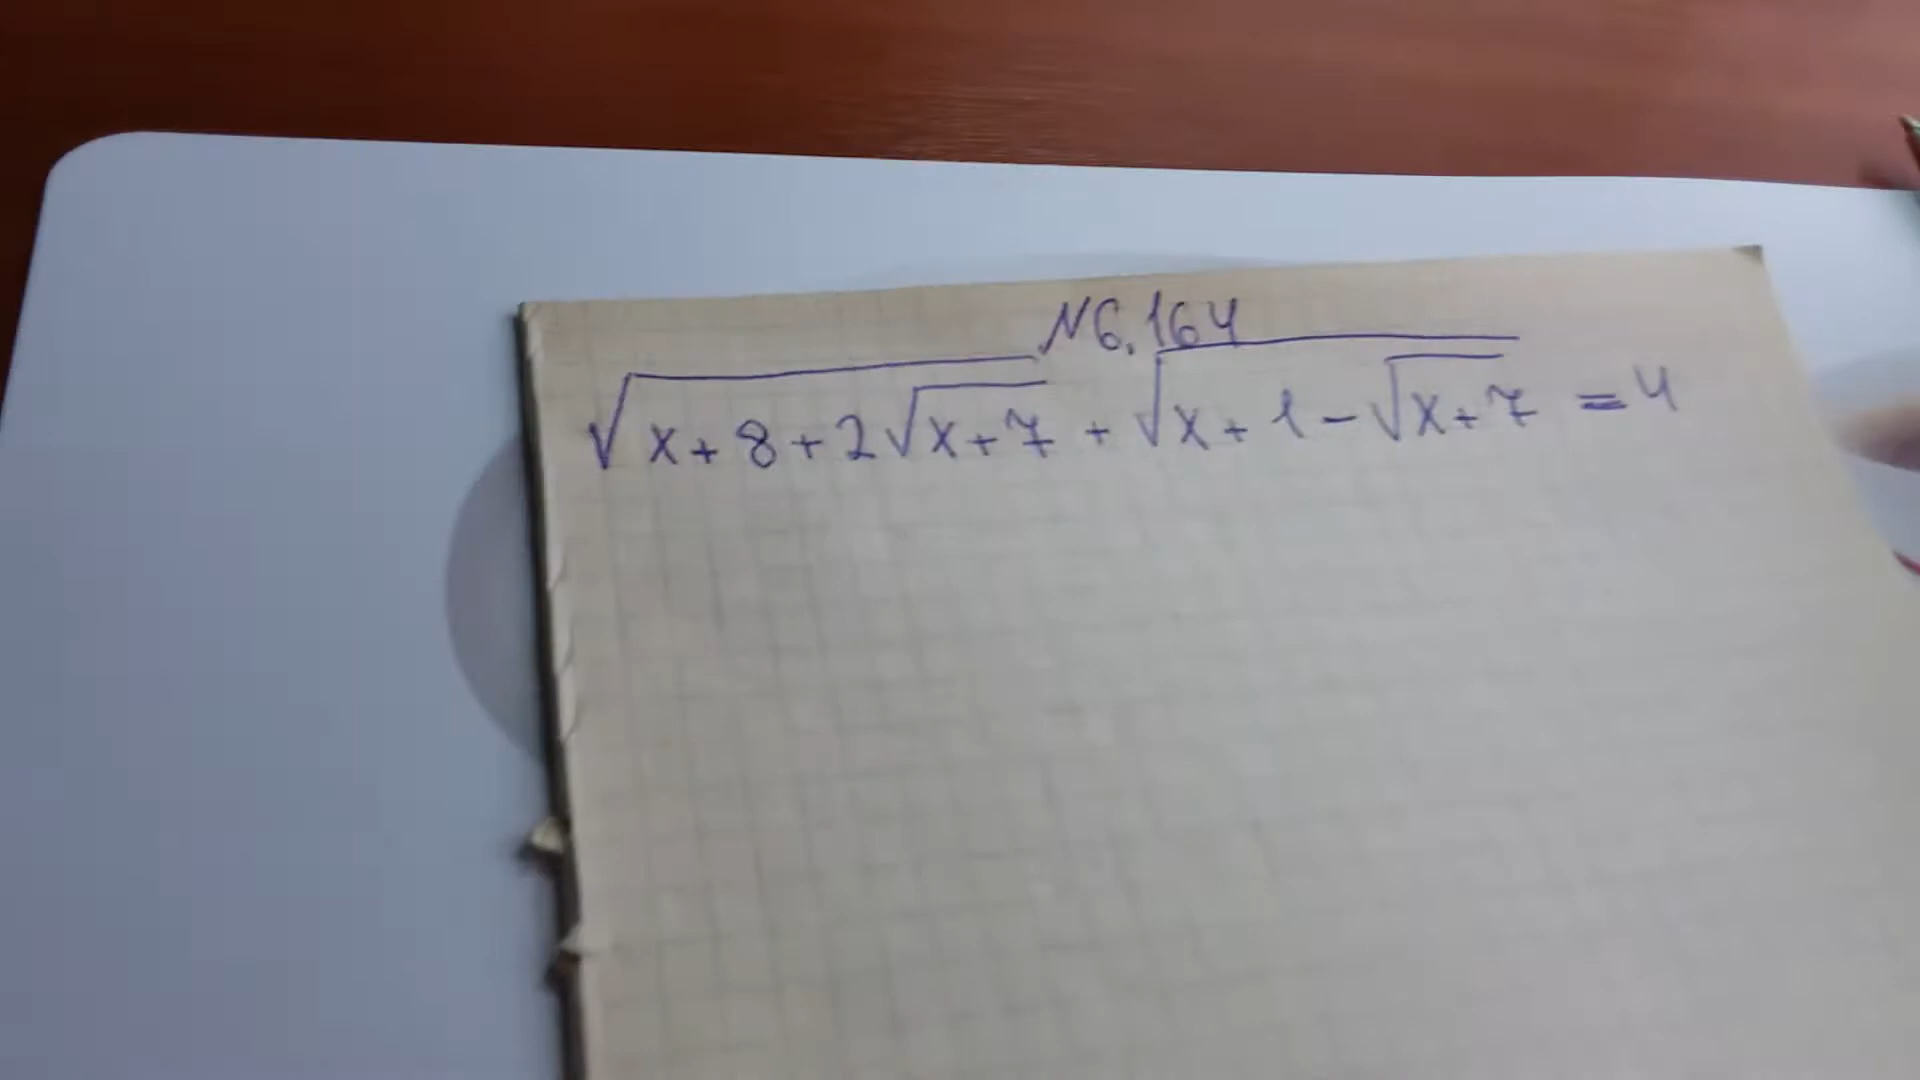 №6.164
√(x+8+2√(x+7)) + √(x+1-√(x+7)) = 4